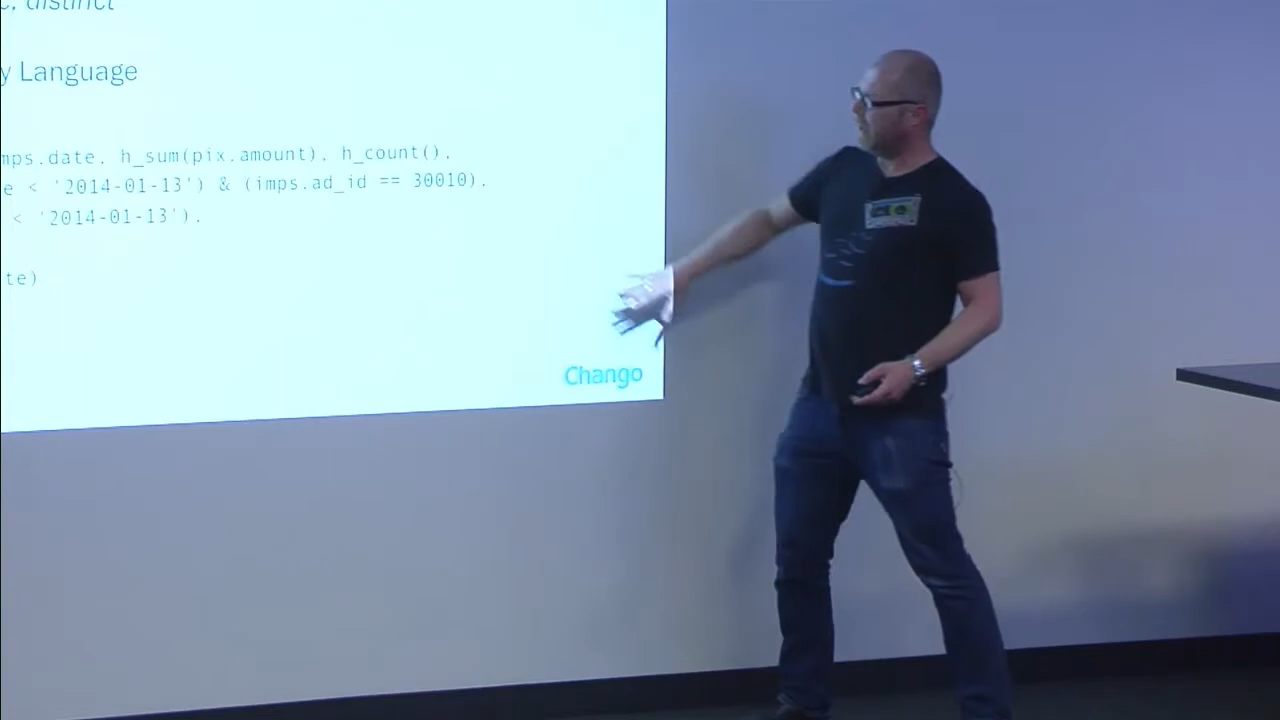 distinct
y Language
mps.date, h_sum(pix.amount), h_count(),
e < '2014-01-13') & (imps.ad_id == 30010),
< '2014-01-13'),
te)
Chango